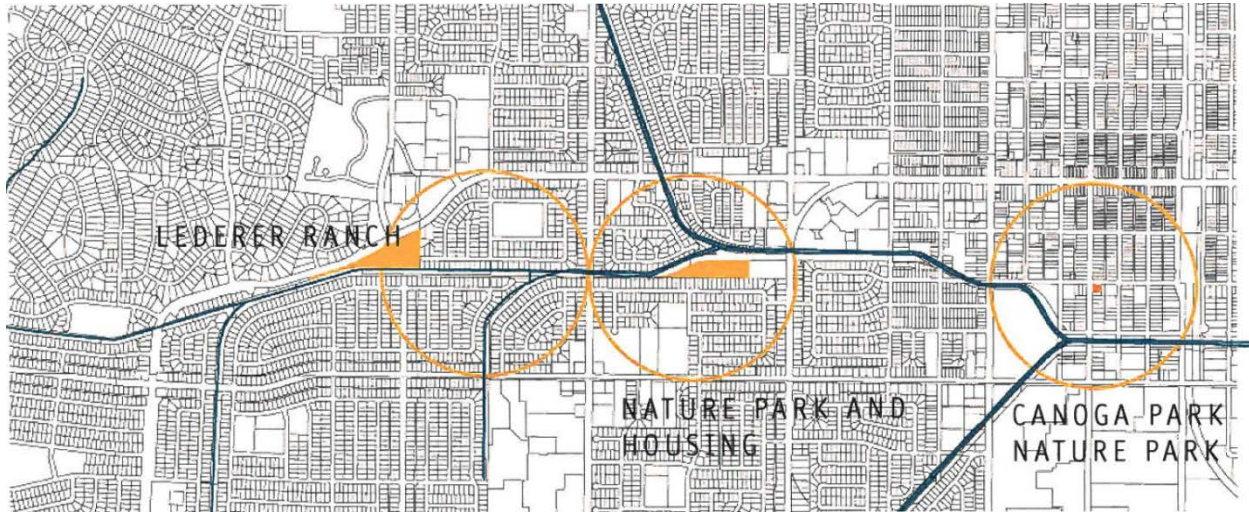 LEDERER RANCH
NATURE PARK AND
HOUSING
CANOGA PARK
NATURE PARK